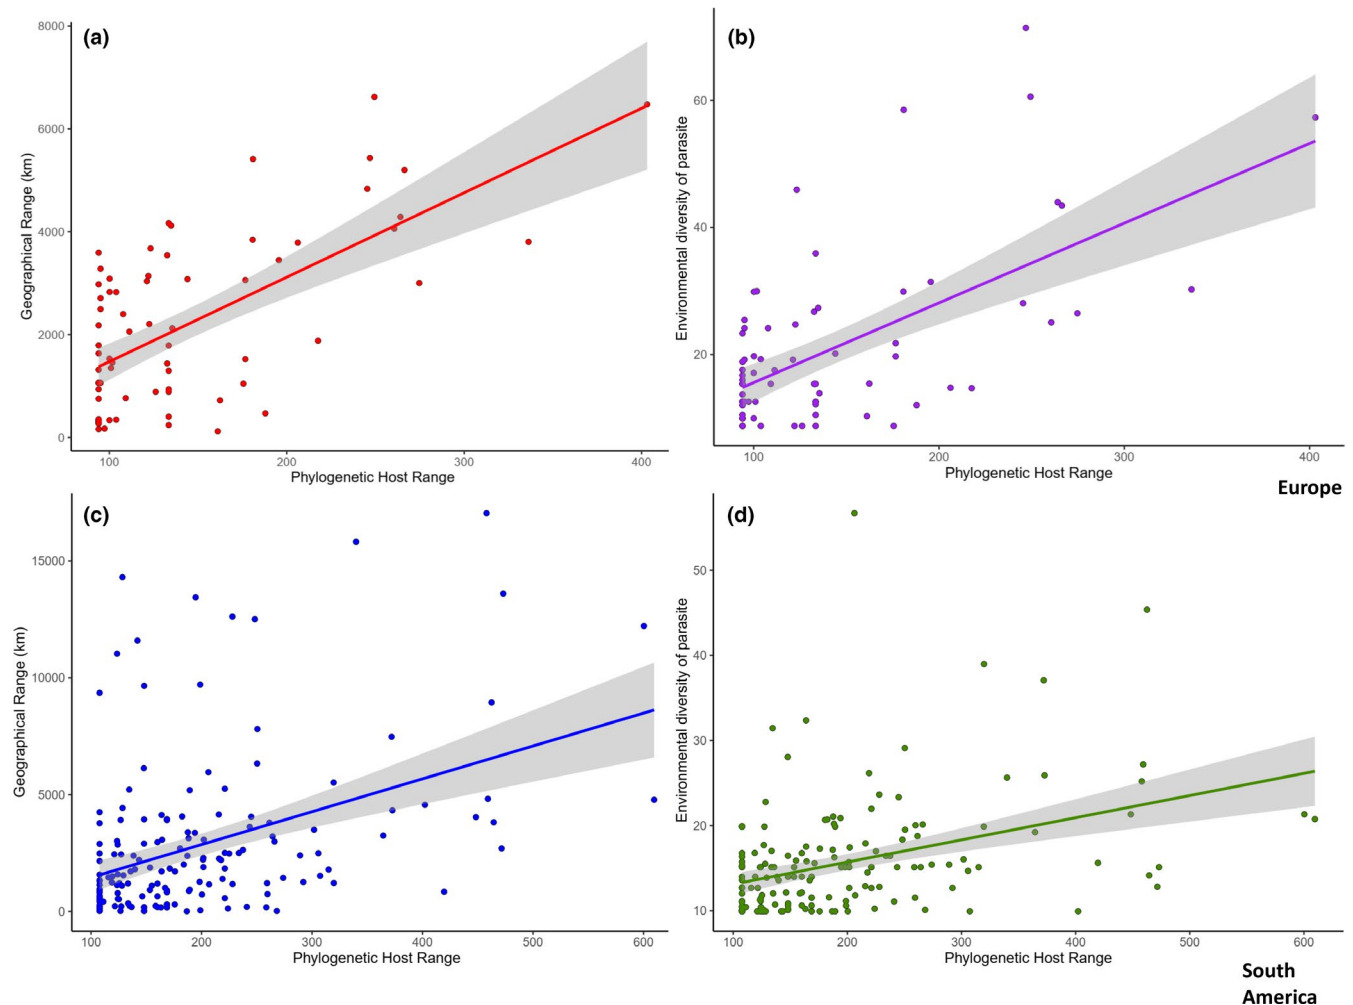 (a)
8000
6000
4000
2000
0
Geographical Range (km)
100 200 300 400
Phylogenetic Host Range
(b)
60
40
20
Environmental diversity of parasite
100 200 300 400
Phylogenetic Host Range
Europe
(c)
15000
10000
5000
0
Geographical Range (km)
100 200 300 400 500 600
Phylogenetic Host Range
(d)
50
40
30
20
10
Environmental diversity of parasite
100 200 300 400 500 600
Phylogenetic Host Range
South
America